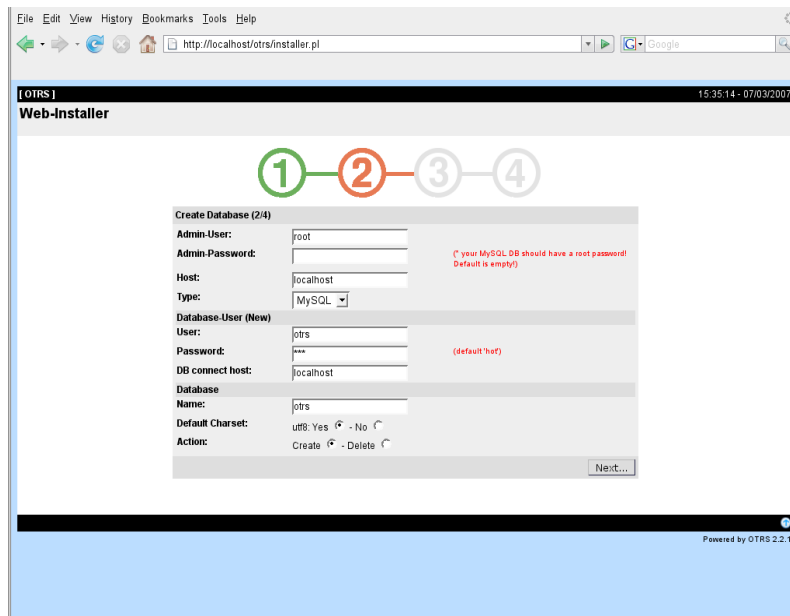 File Edit View History Bookmarks Tools Help
http://localhost/otrs/installer.pl
G Google
[ OTRS ]
15:35:14 - 07/03/2007
Web-Installer
1 2 3 4
Create Database (2/4)
Admin-User: root
Admin-Password: (* your MySQL DB should have a root password!
Default is empty!)
Host: localhost
Type: MySQL
Database-User (New)
User: otrs
Password: *** (default 'hot')
DB connect host: localhost
Database
Name: otrs
Default Charset: utf8: Yes - No
Action: Create - Delete
Next...
Powered by OTRS 2.2.1